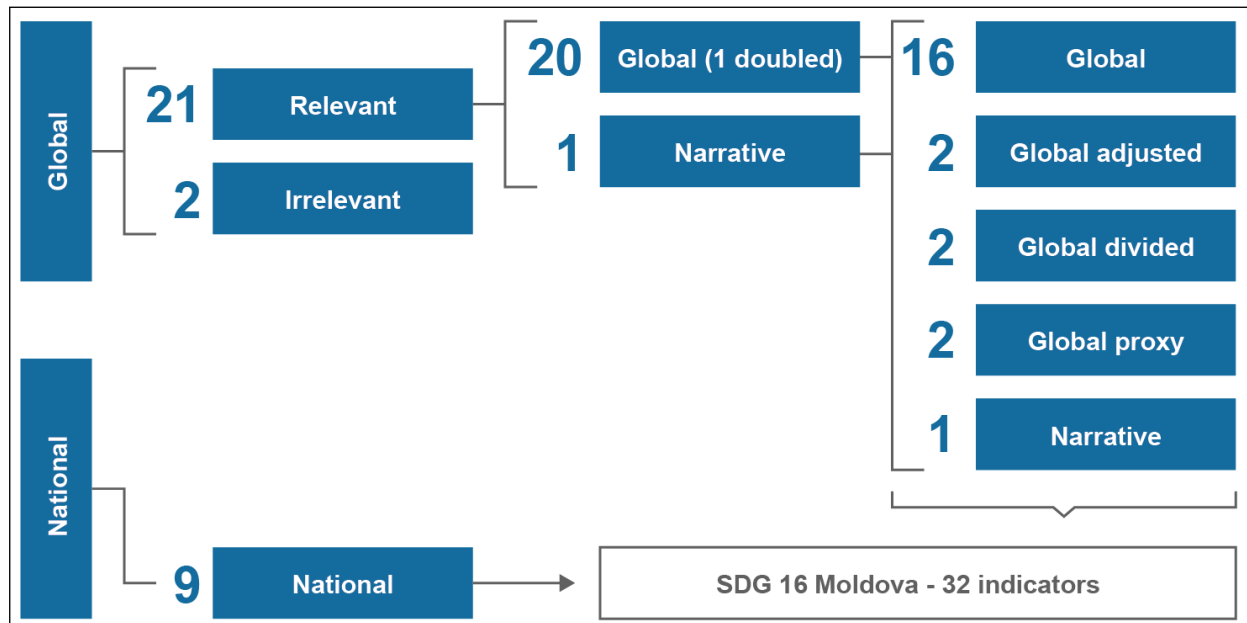 Global
21
Relevant
2
Irrelevant
20
Global (1 doubled)
1
Narrative
16
Global
2
Global adjusted
2
Global divided
2
Global proxy
1
Narrative
National
9
National
SDG 16 Moldova - 32 indicators